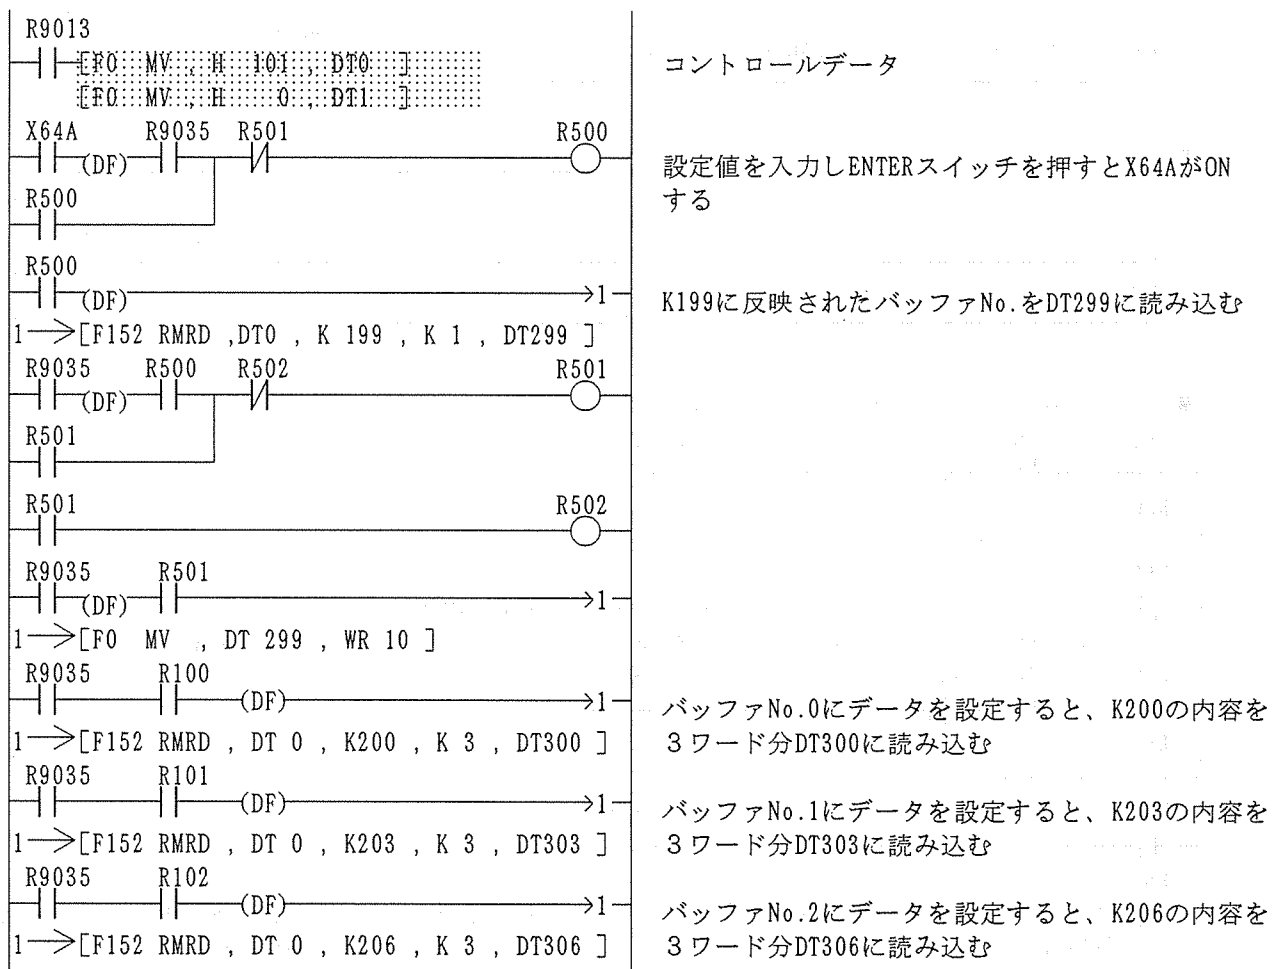 R9013
[F0 MV , H 101 , DT0 ]
コントロールデータ
[F0 MV , H 0 , DT1 ]
X64A R9035 R501 R500
(DF)
設定値を入力しENTERスイッチを押すとX64AがON
する
R500
R500
(DF) 1
K199に反映されたバッファNo.をDT299に読み込む
1 [F152 RMRD ,DT0 , K 199 , K 1 , DT299 ]
R9035 R500 R502 R501
(DF)
R501
R501 R502
R9035 R501
(DF) 1
1 [F0 MV , DT 299 , WR 10 ]
R9035 R100
(DF) 1
バッファNo.0にデータを設定すると、K200の内容を
3ワード分DT300に読み込む
1 [F152 RMRD , DT 0 , K200 , K 3 , DT300 ]
R9035 R101
(DF) 1
バッファNo.1にデータを設定すると、K203の内容を
3ワード分DT303に読み込む
1 [F152 RMRD , DT 0 , K203 , K 3 , DT303 ]
R9035 R102
(DF) 1
バッファNo.2にデータを設定すると、K206の内容を
3ワード分DT306に読み込む
1 [F152 RMRD , DT 0 , K206 , K 3 , DT306 ]